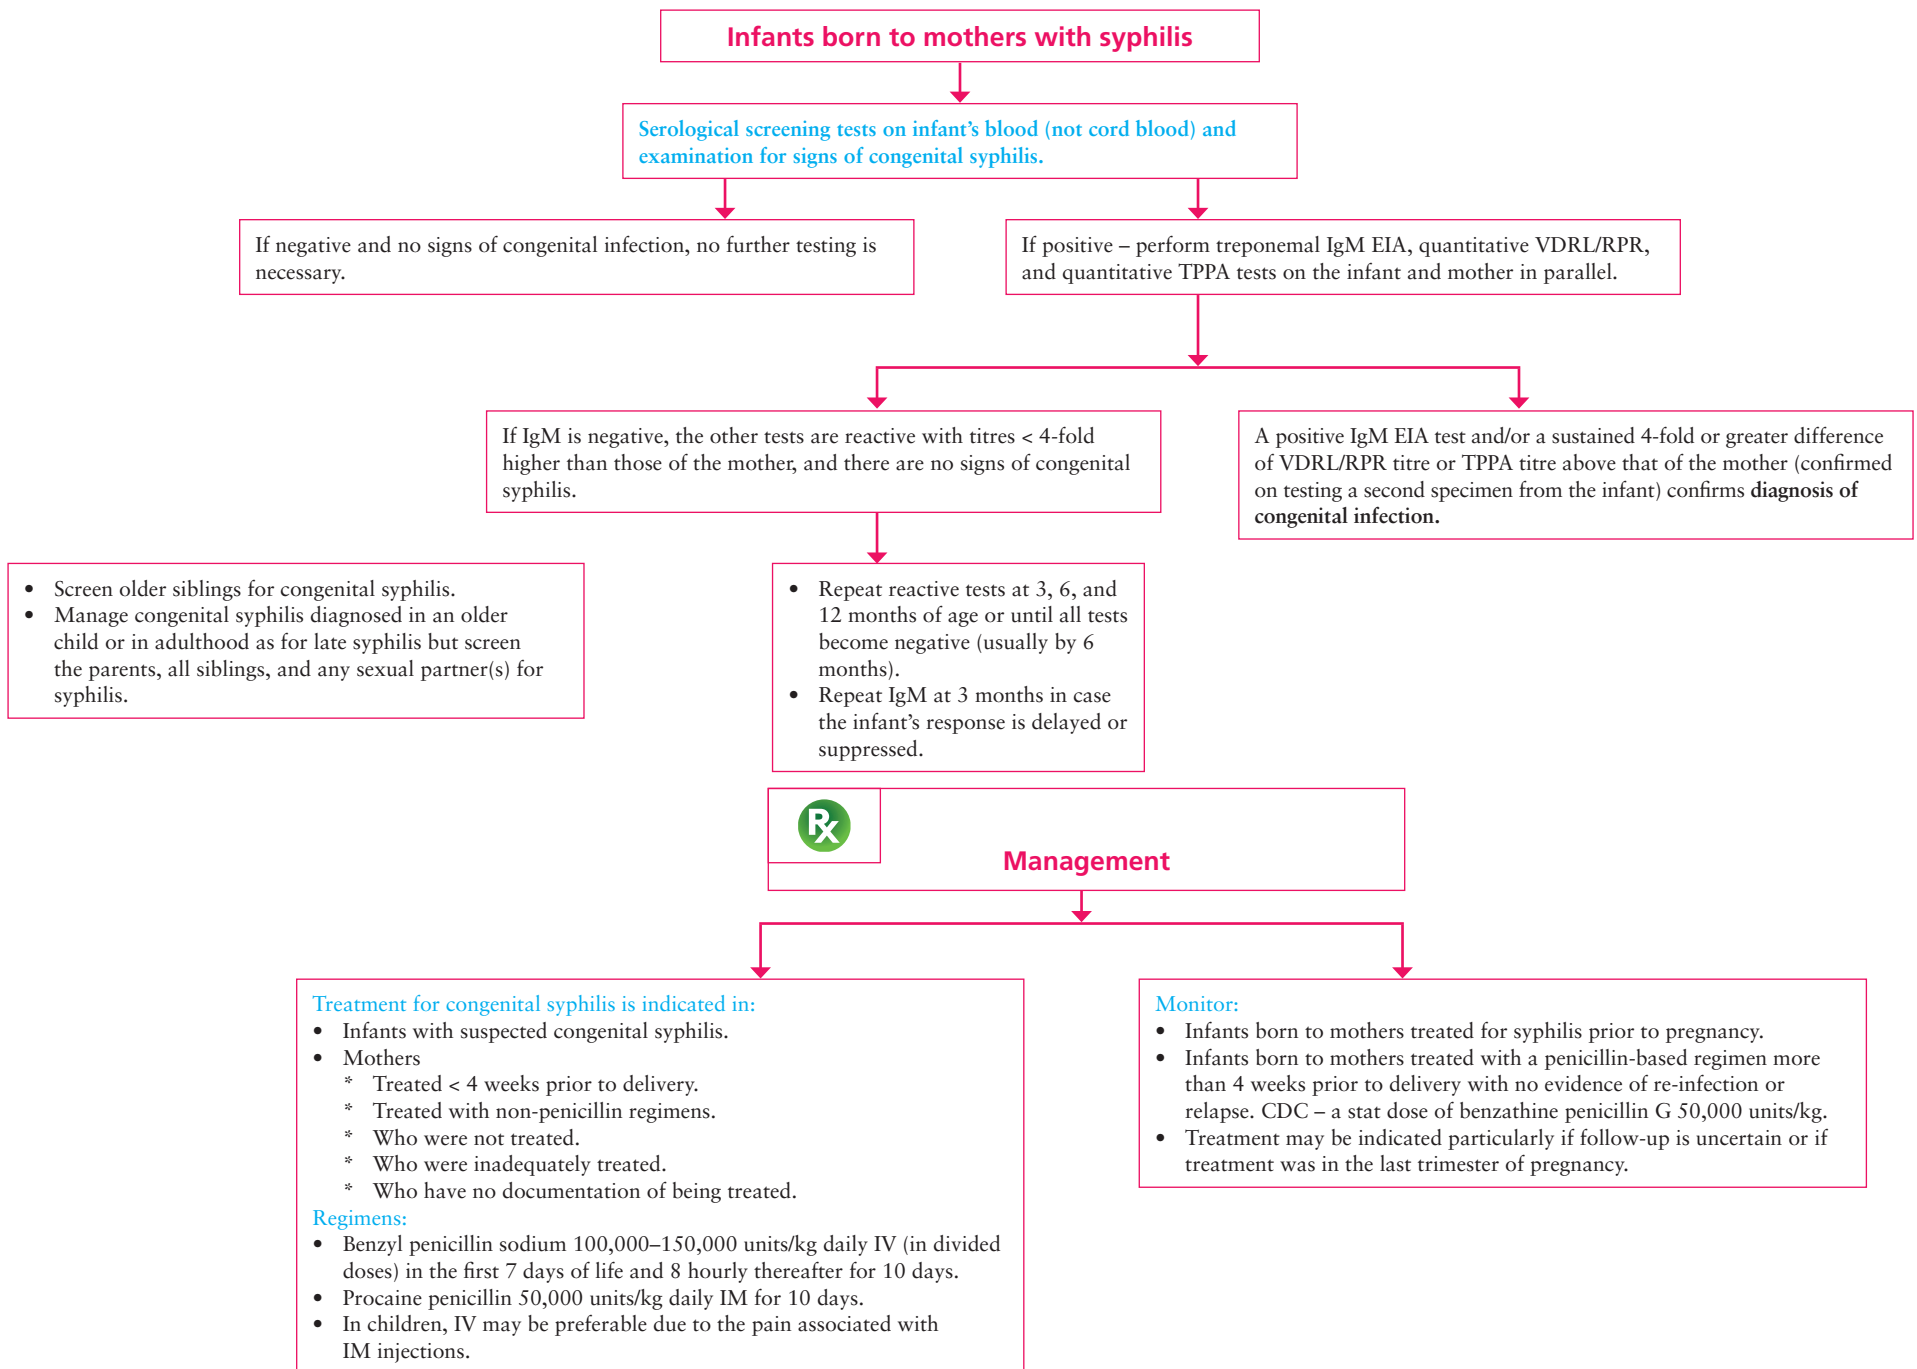 Infants born to mothers with syphilis
Serological screening tests on infant’s blood (not cord blood) and
examination for signs of congenital syphilis.
If negative and no signs of congenital infection, no further testing is
necessary.
If positive – perform treponemal IgM EIA, quantitative VDRL/RPR,
and quantitative TPPA tests on the infant and mother in parallel.
If IgM is negative, the other tests are reactive with titres < 4-fold
higher than those of the mother, and there are no signs of congenital
syphilis.
A positive IgM EIA test and/or a sustained 4-fold or greater difference
of VDRL/RPR titre or TPPA titre above that of the mother (confirmed
on testing a second specimen from the infant) confirms diagnosis of
congenital infection.
• Screen older siblings for congenital syphilis.
• Manage congenital syphilis diagnosed in an older
child or in adulthood as for late syphilis but screen
the parents, all siblings, and any sexual partner(s) for
syphilis.
• Repeat reactive tests at 3, 6, and
12 months of age or until all tests
become negative (usually by 6
months).
• Repeat IgM at 3 months in case
the infant’s response is delayed or
suppressed.
Rx
Management
Treatment for congenital syphilis is indicated in:
• Infants with suspected congenital syphilis.
• Mothers
* Treated < 4 weeks prior to delivery.
* Treated with non-penicillin regimens.
* Who were not treated.
* Who were inadequately treated.
* Who have no documentation of being treated.
Regimens:
• Benzyl penicillin sodium 100,000–150,000 units/kg daily IV (in divided
doses) in the first 7 days of life and 8 hourly thereafter for 10 days.
• Procaine penicillin 50,000 units/kg daily IM for 10 days.
• In children, IV may be preferable due to the pain associated with
IM injections.
Monitor:
• Infants born to mothers treated for syphilis prior to pregnancy.
• Infants born to mothers treated with a penicillin-based regimen more
than 4 weeks prior to delivery with no evidence of re-infection or
relapse. CDC – a stat dose of benzathine penicillin G 50,000 units/kg.
• Treatment may be indicated particularly if follow-up is uncertain or if
treatment was in the last trimester of pregnancy.